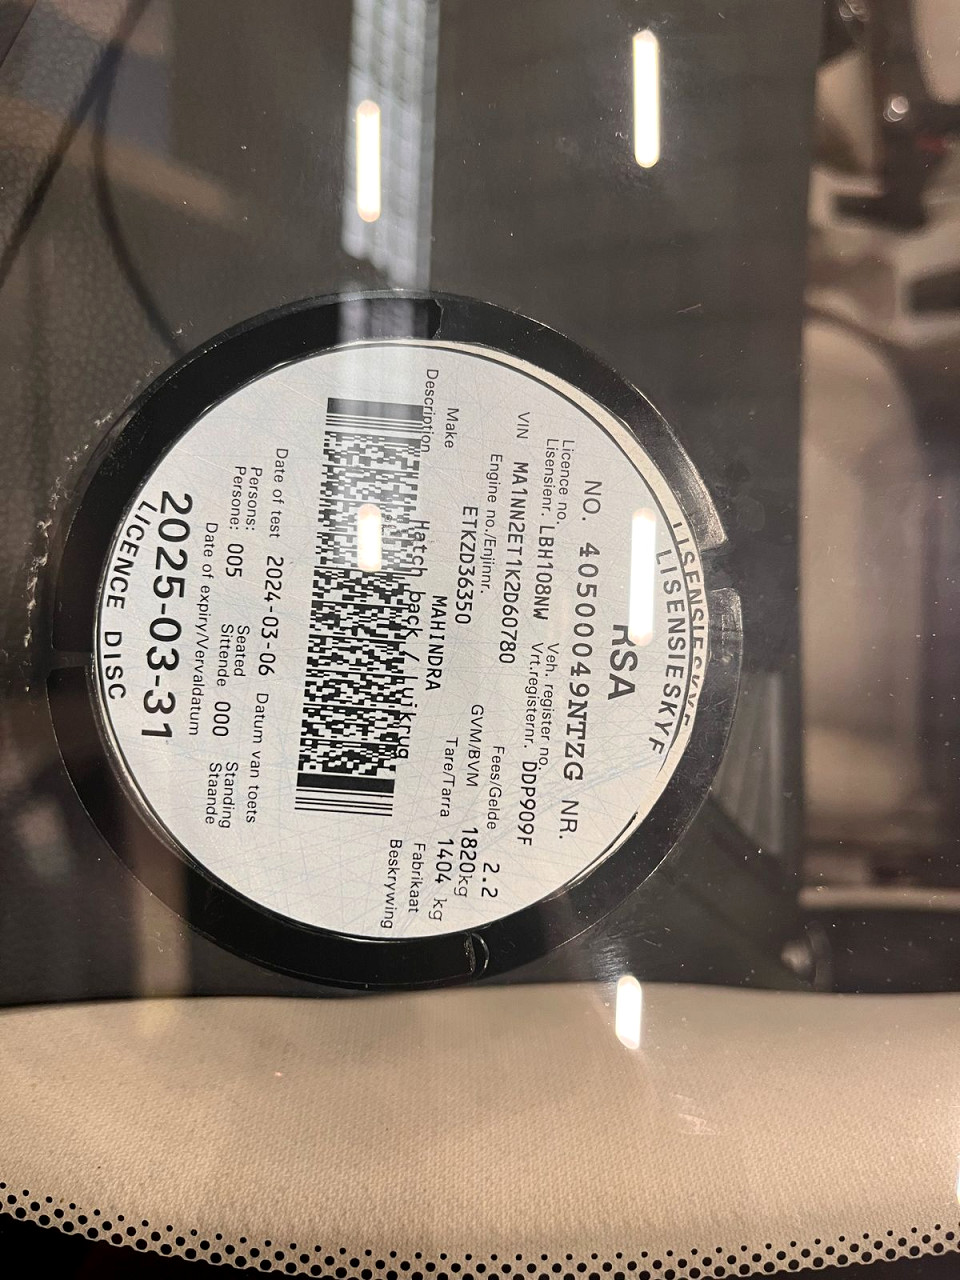 LISENSIESKYF
LISENSIESKYF
RSA
NO. 40500049NTZG NR.
Licence no. Veh. register no.
Lisensienr. LBH108NW Vrt.registernr. DDP909F
VIN MA1NN2ET1K2D60780 Fees/Gelde 2.2
Engine no./Enjinnr. ETKZD36350 GVM/BVM 1820kg
Make MAHINDRA Tare/Tarra 1404 kg
Fabrikaat
Description Hatch back / Luikrug Beskrywing
Date of test 2024-03-06 Datum van toets
Persons: Seated Standing
Persone: 005 Sittende 000 Staande
Date of expiry/Vervaldatum
2025-03-31
LICENCE DISC